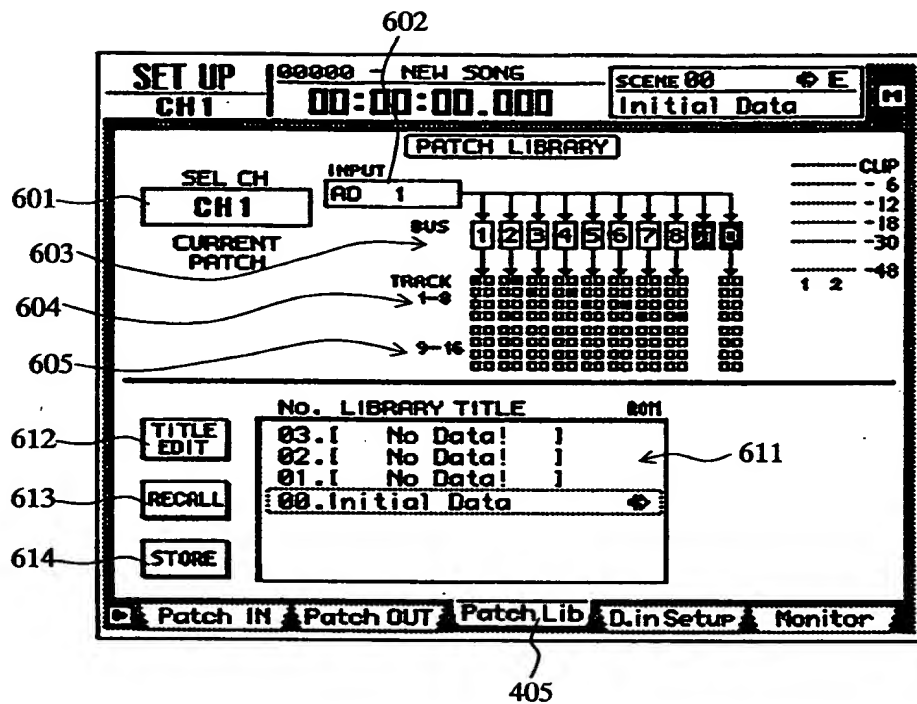 602
SET UP
CH1
00000 - NEW SONG
00:00:00.000
SCENE 00 E
Initial Data
M
PATCH LIBRARY
601
SEL CH
CH1
CURRENT PATCH
INPUT
AD 1
603
BUS
1 2 3 4 5 6 7 8
604
TRACK
1-8
605
9-16
CLIP
- 6
-12
-18
-30
-48
1 2
No. LIBRARY TITLE ROM
03.[ No Data! ]
02.[ No Data! ]
01.[ No Data! ]
00.Initial Data
611
612
TITLE EDIT
613
RECALL
614
STORE
Patch IN Patch OUT Patch Lib D.in Setup Monitor
405